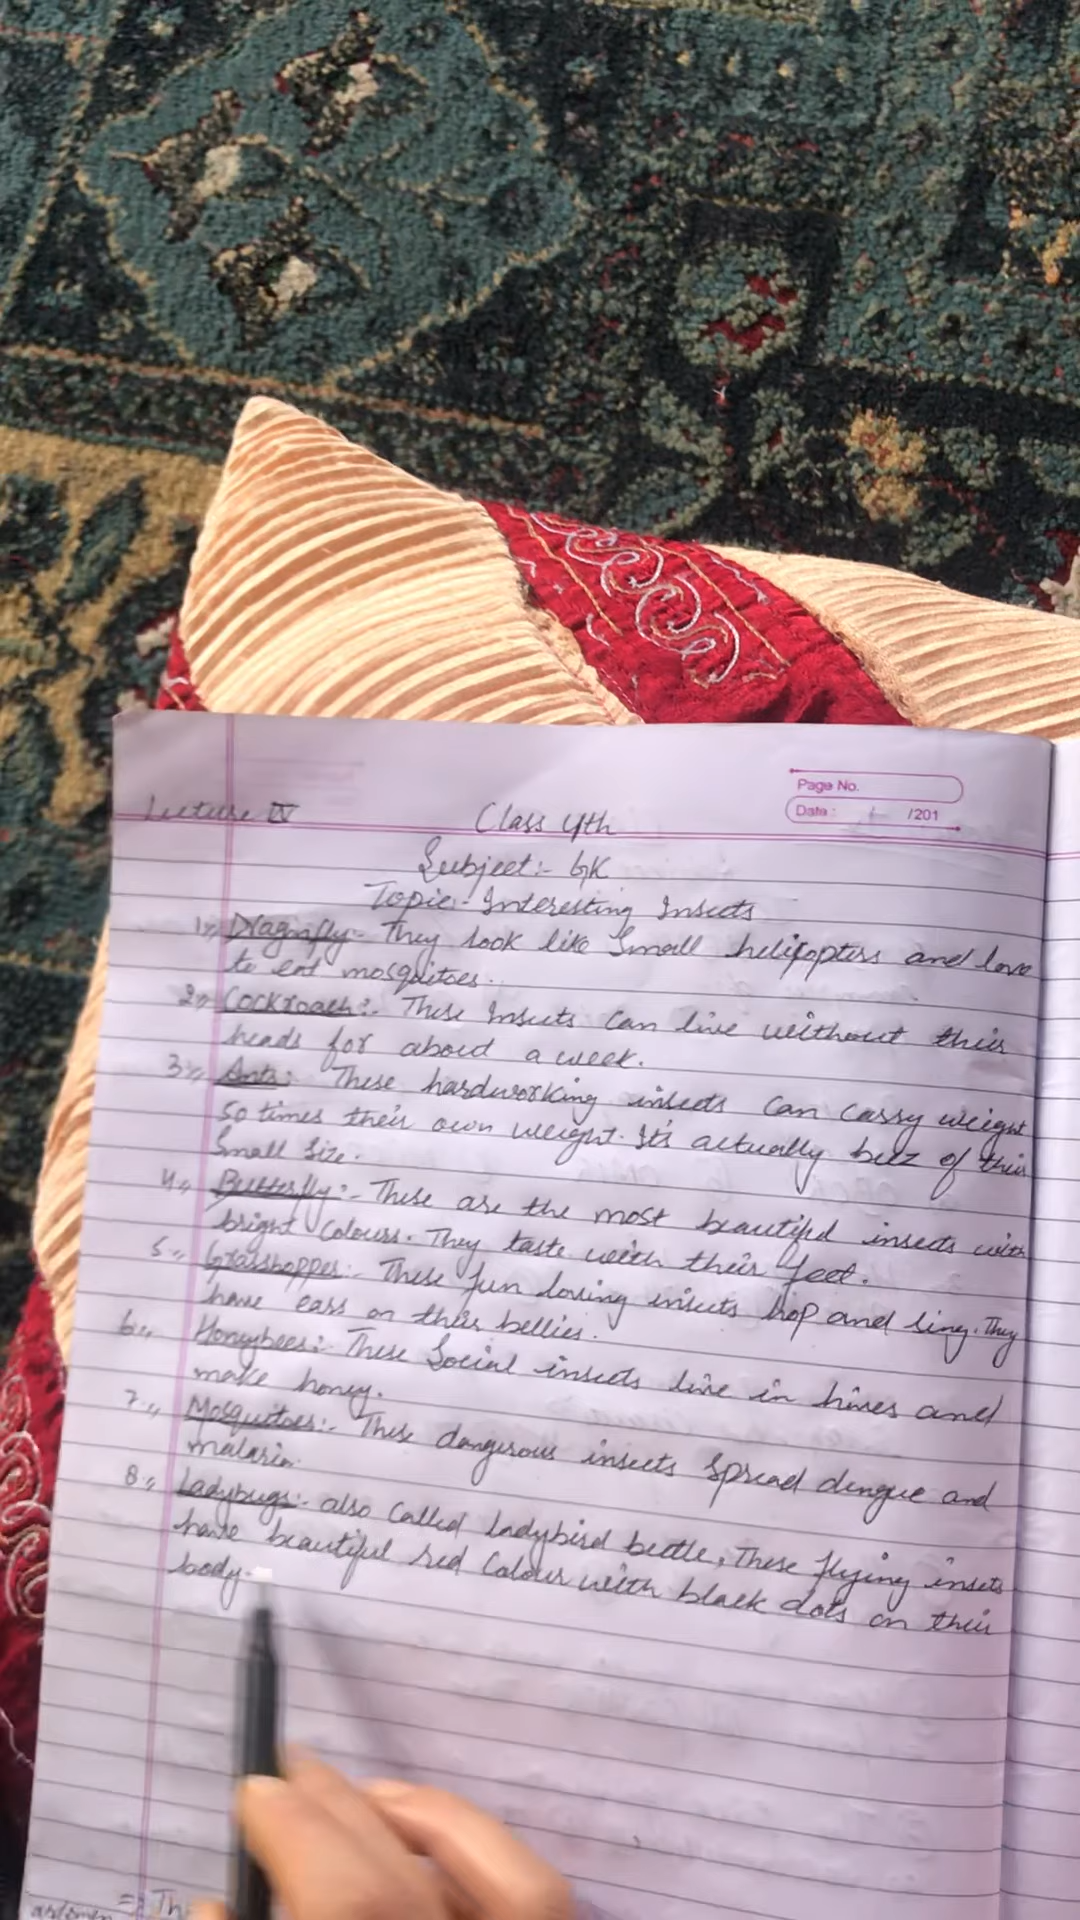 Page No.
Date : / /201
Lecture IV
Class 4th
Subject:- GK
Topic:- Interesting Insects
1., Dragonfly- They look like Small helicopters and love
to eat mosquitoes.
2., Cockroach:- These Insects can live without their
heads for about a week.
3., Ants:- These hardworking insects can carry weight
50 times their own weight. It's actually bcz of their
Small Size.
4., Butterfly:- These are the most beautiful insects with
bright Colours. They taste with their feet.
5., Grasshopper:- These fun loving insects hop and sing. They
have ears on their bellies.
6., Honeybees:- These Social insects live in hives and
make honey.
7., Mosquitoes:- These dangerous insects Spread dengue and
malaria.
8., Ladybugs:- also Called Ladybird beetle, These flying insets
have beautiful red Colour with black dots on their
body.